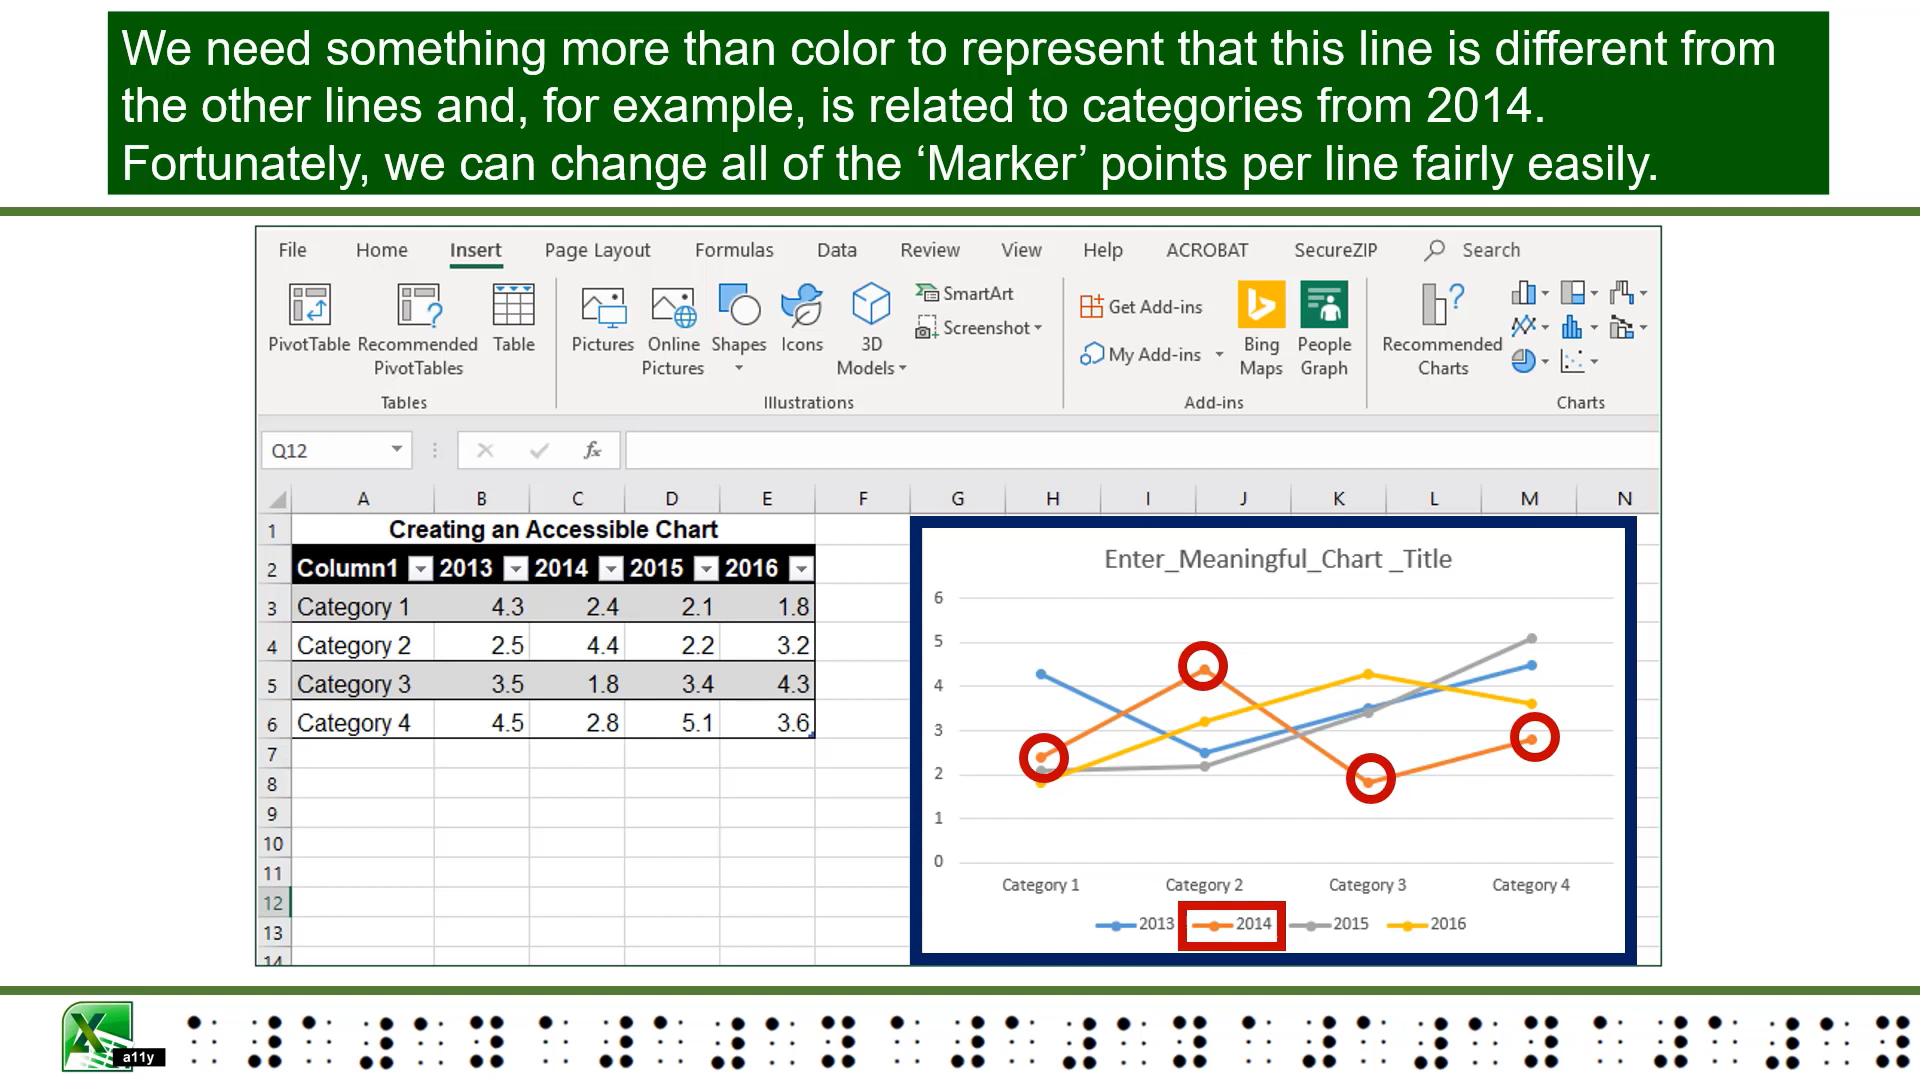 We need something more than color to represent that this line is different from
the other lines and, for example, is related to categories from 2014.
Fortunately, we can change all of the ‘Marker’ points per line fairly easily.
File Home Insert Page Layout Formulas Data Review View Help ACROBAT SecureZIP Search
PivotTable Recommended PivotTables Table
Tables
Pictures Online Pictures Shapes Icons 3D Models SmartArt Screenshot
Illustrations
Get Add-ins My Add-ins Bing Maps People Graph
Add-ins
Recommended Charts
Charts
Q12 fx
A B C D E F G H I J K L M N
1 Creating an Accessible Chart
2 Column1 2013 2014 2015 2016
3 Category 1 4.3 2.4 2.1 1.8
4 Category 2 2.5 4.4 2.2 3.2
5 Category 3 3.5 1.8 3.4 4.3
6 Category 4 4.5 2.8 5.1 3.6
7
8
9
10
11
12
13
14
Enter_Meaningful_Chart _Title
6
5
4
3
2
1
0
Category 1 Category 2 Category 3 Category 4
2013 2014 2015 2016
X a11y